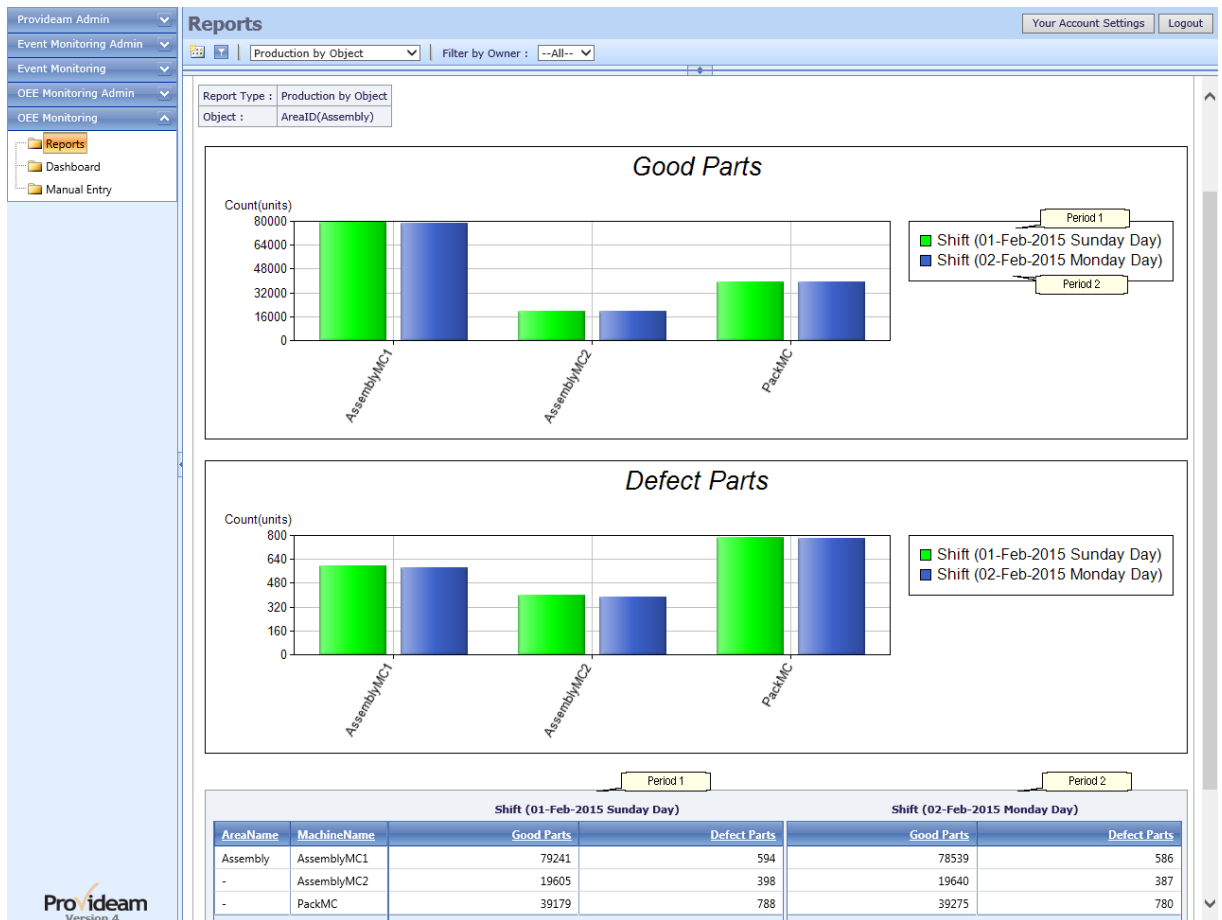 Provideam Admin
Event Monitoring Admin
Event Monitoring
OEE Monitoring Admin
OEE Monitoring
Reports
Dashboard
Manual Entry
Provideam
Version 4
Reports
Your Account Settings
Logout
Production by Object
Filter by Owner :
--All--
Report Type : Production by Object
Object : AreaID(Assembly)
Good Parts
Count(units)
80000
64000
48000
32000
16000
0
AssemblyMC1
AssemblyMC2
PackMC
Period 1
Shift (01-Feb-2015 Sunday Day)
Shift (02-Feb-2015 Monday Day)
Period 2
Defect Parts
Count(units)
800
640
480
320
160
0
AssemblyMC1
AssemblyMC2
PackMC
Shift (01-Feb-2015 Sunday Day)
Shift (02-Feb-2015 Monday Day)
Period 1 Period 2
Shift (01-Feb-2015 Sunday Day) Shift (02-Feb-2015 Monday Day)
AreaName MachineName Good Parts Defect Parts Good Parts Defect Parts
Assembly AssemblyMC1 79241 594 78539 586
- AssemblyMC2 19605 398 19640 387
- PackMC 39179 788 39275 780